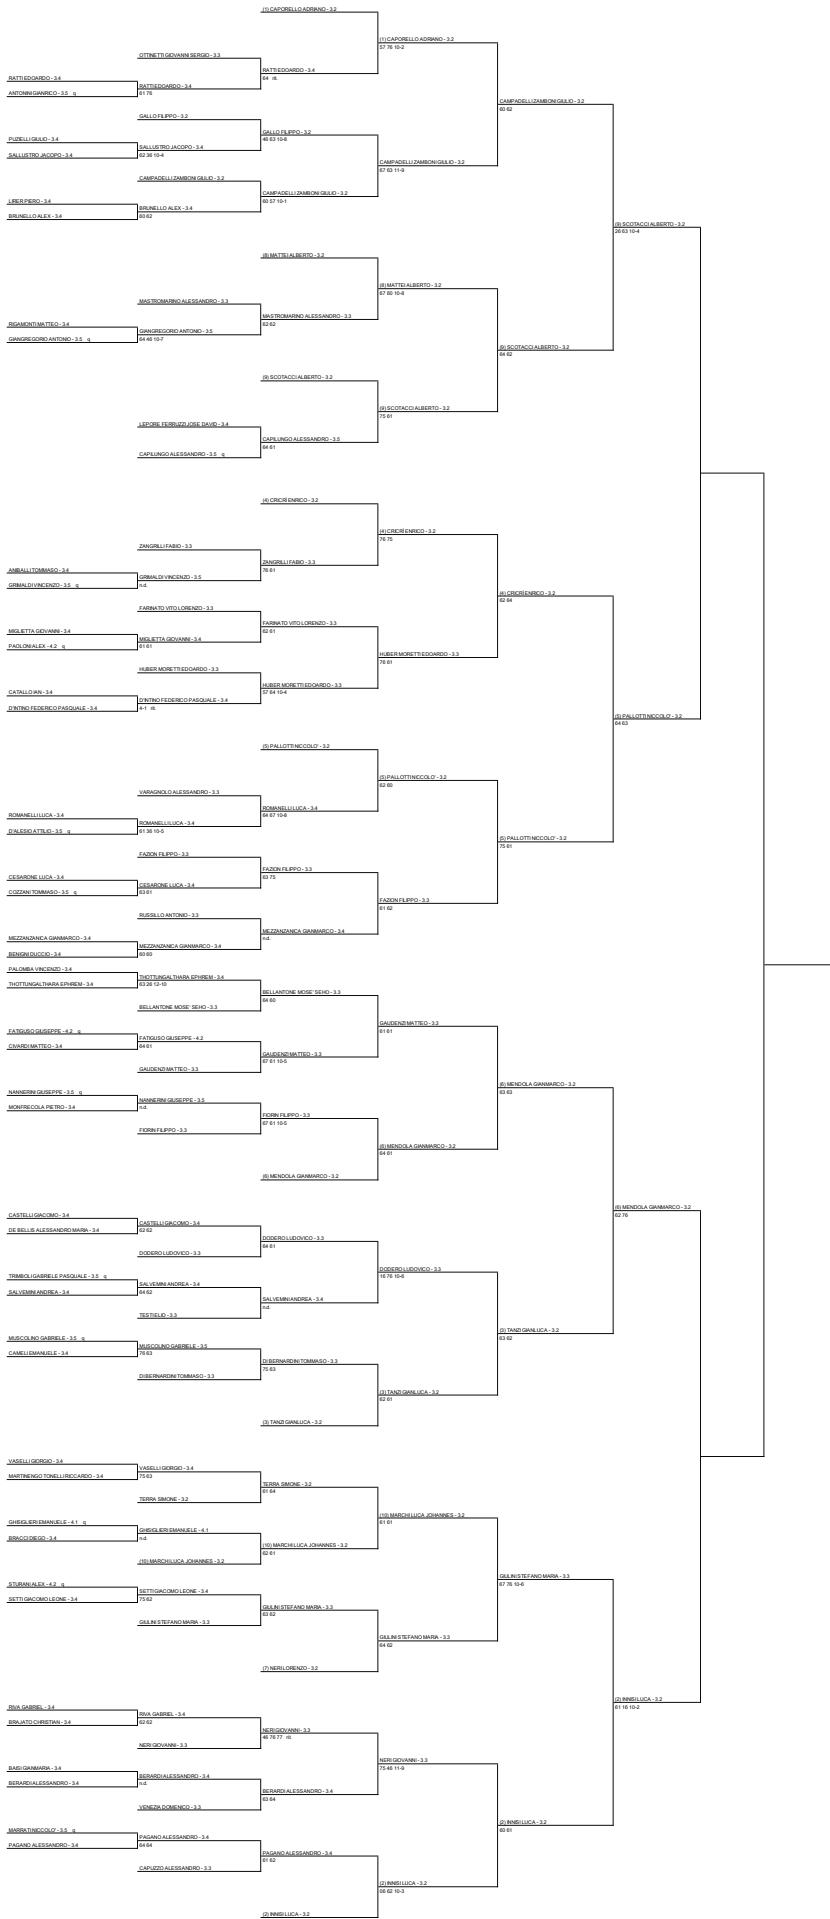 (1) CAPORELLO ADRIANO - 3.2
(1) CAPORELLO ADRIANO - 3.2
57 76 10-2
OTTINETTI GIOVANNI SERGIO - 3.3
RATTI EDOARDO - 3.4
64 rit.
RATTI EDOARDO - 3.4
RATTI EDOARDO - 3.4
ANTONINI GIANRICO - 3.5 q
61 76
CAMPADELLI ZAMBONI GIULIO - 3.2
60 62
GALLO FILIPPO - 3.2
GALLO FILIPPO - 3.2
46 63 10-8
PUZIELLI GIULIO - 3.4
SALLUSTRO JACOPO - 3.4
SALLUSTRO JACOPO - 3.4
62 36 10-4
CAMPADELLI ZAMBONI GIULIO - 3.2
67 63 11-9
CAMPADELLI ZAMBONI GIULIO - 3.2
CAMPADELLI ZAMBONI GIULIO - 3.2
60 57 10-1
LIRER PIERO - 3.4
BRUNELLO ALEX - 3.4
BRUNELLO ALEX - 3.4
60 62
(9) SCOTACCI ALBERTO - 3.2
26 63 10-4
(8) MATTEI ALBERTO - 3.2
(8) MATTEI ALBERTO - 3.2
67 60 10-8
MASTROMARINO ALESSANDRO - 3.3
MASTROMARINO ALESSANDRO - 3.3
62 62
RIGAMONTI MATTEO - 3.4
GIANGREGORIO ANTONIO - 3.5
GIANGREGORIO ANTONIO - 3.5 q
64 46 10-7
(9) SCOTACCI ALBERTO - 3.2
64 62
(9) SCOTACCI ALBERTO - 3.2
(9) SCOTACCI ALBERTO - 3.2
75 61
LEPORE FERRUZZI JOSE DAVID - 3.4
CAPILUNGO ALESSANDRO - 3.5
64 61
CAPILUNGO ALESSANDRO - 3.5 q
(4) CRICRÌ ENRICO - 3.2
(4) CRICRÌ ENRICO - 3.2
76 75
ZANGRILLI FABIO - 3.3
ZANGRILLI FABIO - 3.3
76 61
ANIBALLI TOMMASO - 3.4
GRIMALDI VINCENZO - 3.5
GRIMALDI VINCENZO - 3.5 q
n.d.
(4) CRICRÌ ENRICO - 3.2
62 64
FARINATO VITO LORENZO - 3.3
FARINATO VITO LORENZO - 3.3
62 61
MIGLIETTA GIOVANNI - 3.4
MIGLIETTA GIOVANNI - 3.4
PAOLONI ALEX - 4.2 q
61 61
HUBER MORETTI EDOARDO - 3.3
76 61
HUBER MORETTI EDOARDO - 3.3
HUBER MORETTI EDOARDO - 3.3
57 64 10-4
CATALLO IAN - 3.4
D'INTINO FEDERICO PASQUALE - 3.4
D'INTINO FEDERICO PASQUALE - 3.4
4-1 rit.
(5) PALLOTTI NICCOLO' - 3.2
64 63
(5) PALLOTTI NICCOLO' - 3.2
(5) PALLOTTI NICCOLO' - 3.2
62 60
VARAGNOLO ALESSANDRO - 3.3
ROMANELLI LUCA - 3.4
64 67 10-8
ROMANELLI LUCA - 3.4
ROMANELLI LUCA - 3.4
D'ALESIO ATTILIO - 3.5 q
61 36 10-5
(5) PALLOTTI NICCOLO' - 3.2
75 61
FAZION FILIPPO - 3.3
FAZION FILIPPO - 3.3
63 75
CESARONE LUCA - 3.4
CESARONE LUCA - 3.4
COZZANI TOMMASO - 3.5 q
63 61
FAZION FILIPPO - 3.3
61 62
RUSSILLO ANTONIO - 3.3
MEZZANZANICA GIANMARCO - 3.4
n.d.
MEZZANZANICA GIANMARCO - 3.4
MEZZANZANICA GIANMARCO - 3.4
BENIGNI DUCCIO - 3.4
60 60
PALOMBA VINCENZO - 3.4
THOTTUNGALTHARA EPHREM - 3.4
THOTTUNGALTHARA EPHREM - 3.4
63 26 12-10
BELLANTONE MOSE' SEHO - 3.3
64 60
BELLANTONE MOSE' SEHO - 3.3
GAUDENZI MATTEO - 3.3
61 61
FATIGUSO GIUSEPPE - 4.2 q
FATIGUSO GIUSEPPE - 4.2
CIVARDI MATTEO - 3.4
64 61
GAUDENZI MATTEO - 3.3
67 61 10-5
GAUDENZI MATTEO - 3.3
(6) MENDOLA GIANMARCO - 3.2
63 63
NANNERINI GIUSEPPE - 3.5 q
NANNERINI GIUSEPPE - 3.5
MONFRECOLA PIETRO - 3.4
n.d.
FIORIN FILIPPO - 3.3
67 61 10-5
FIORIN FILIPPO - 3.3
(6) MENDOLA GIANMARCO - 3.2
64 61
(6) MENDOLA GIANMARCO - 3.2
(6) MENDOLA GIANMARCO - 3.2
62 76
CASTELLI GIACOMO - 3.4
CASTELLI GIACOMO - 3.4
DE BELLIS ALESSANDRO MARIA - 3.4
62 62
DODERO LUDOVICO - 3.3
64 61
DODERO LUDOVICO - 3.3
DODERO LUDOVICO - 3.3
16 76 10-6
TRIMBOLI GABRIELE PASQUALE - 3.5 q
SALVEMINI ANDREA - 3.4
SALVEMINI ANDREA - 3.4
64 62
SALVEMINI ANDREA - 3.4
n.d.
TESTI ELIO - 3.3
(3) TANZI GIANLUCA - 3.2
63 62
MUSCOLINO GABRIELE - 3.5 q
MUSCOLINO GABRIELE - 3.5
CAMELI EMANUELE - 3.4
76 63
DI BERNARDINI TOMMASO - 3.3
75 63
DI BERNARDINI TOMMASO - 3.3
(3) TANZI GIANLUCA - 3.2
62 61
(3) TANZI GIANLUCA - 3.2
VASELLI GIORGIO - 3.4
VASELLI GIORGIO - 3.4
MARTINENGO TONELLI RICCARDO - 3.4
75 63
TERRA SIMONE - 3.2
61 64
TERRA SIMONE - 3.2
(10) MARCHI LUCA JOHANNES - 3.2
61 61
GHISIGLIERI EMANUELE - 4.1 q
GHISIGLIERI EMANUELE - 4.1
BRACCI DIEGO - 3.4
n.d.
(10) MARCHI LUCA JOHANNES - 3.2
62 61
(10) MARCHI LUCA JOHANNES - 3.2
GIULINI STEFANO MARIA - 3.3
67 76 10-6
STURANI ALEX - 4.2 q
SETTI GIACOMO LEONE - 3.4
SETTI GIACOMO LEONE - 3.4
75 62
GIULINI STEFANO MARIA - 3.3
63 62
GIULINI STEFANO MARIA - 3.3
GIULINI STEFANO MARIA - 3.3
64 62
(7) NERI LORENZO - 3.2
(2) INNISI LUCA - 3.2
61 16 10-2
RIVA GABRIEL - 3.4
RIVA GABRIEL - 3.4
BRAJATO CHRISTIAN - 3.4
62 62
NERI GIOVANNI - 3.3
46 76 77 rit.
NERI GIOVANNI - 3.3
NERI GIOVANNI - 3.3
75 46 11-9
BAISI GIANMARIA - 3.4
BERARDI ALESSANDRO - 3.4
BERARDI ALESSANDRO - 3.4
n.d.
BERARDI ALESSANDRO - 3.4
63 64
VENEZIA DOMENICO - 3.3
(2) INNISI LUCA - 3.2
60 61
MARRATI NICCOLO' - 3.5 q
PAGANO ALESSANDRO - 3.4
PAGANO ALESSANDRO - 3.4
64 64
PAGANO ALESSANDRO - 3.4
61 62
CAPUZZO ALESSANDRO - 3.3
(2) INNISI LUCA - 3.2
06 62 10-3
(2) INNISI LUCA - 3.2